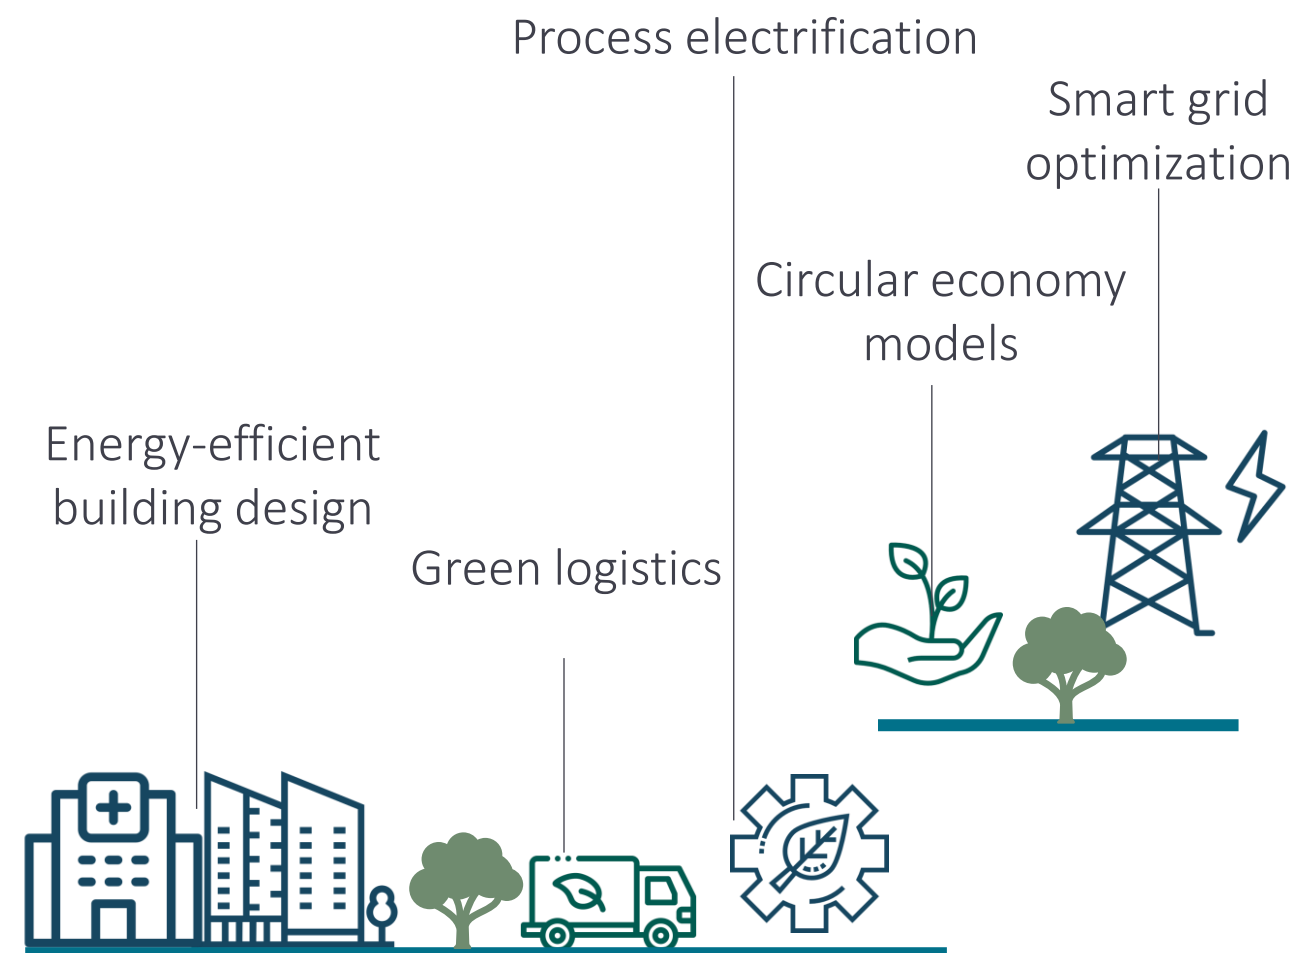 Process electrification
Smart grid
optimization
Circular economy
models
Energy-efficient
building design
Green logistics